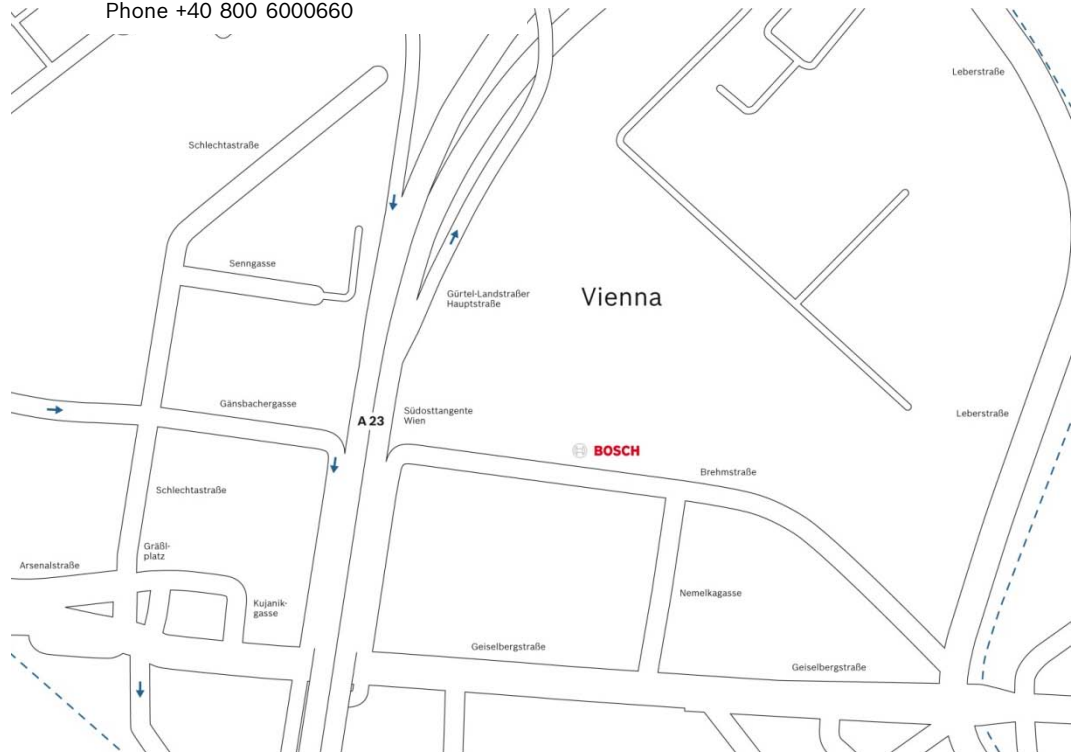 Phone +40 800 6000660
Leberstraße
Schlechtastraße
Senngasse
Gürtel-Landstraßer
Hauptstraße
Vienna
Gänsbachergasse
A 23
Südosttangente
Wien
Leberstraße
BOSCH
Brehmstraße
Schlechtastraße
Gräßl-
platz
Arsenalstraße
Kujanik-
gasse
Nemelkagasse
Geiselbergstraße
Geiselbergstraße